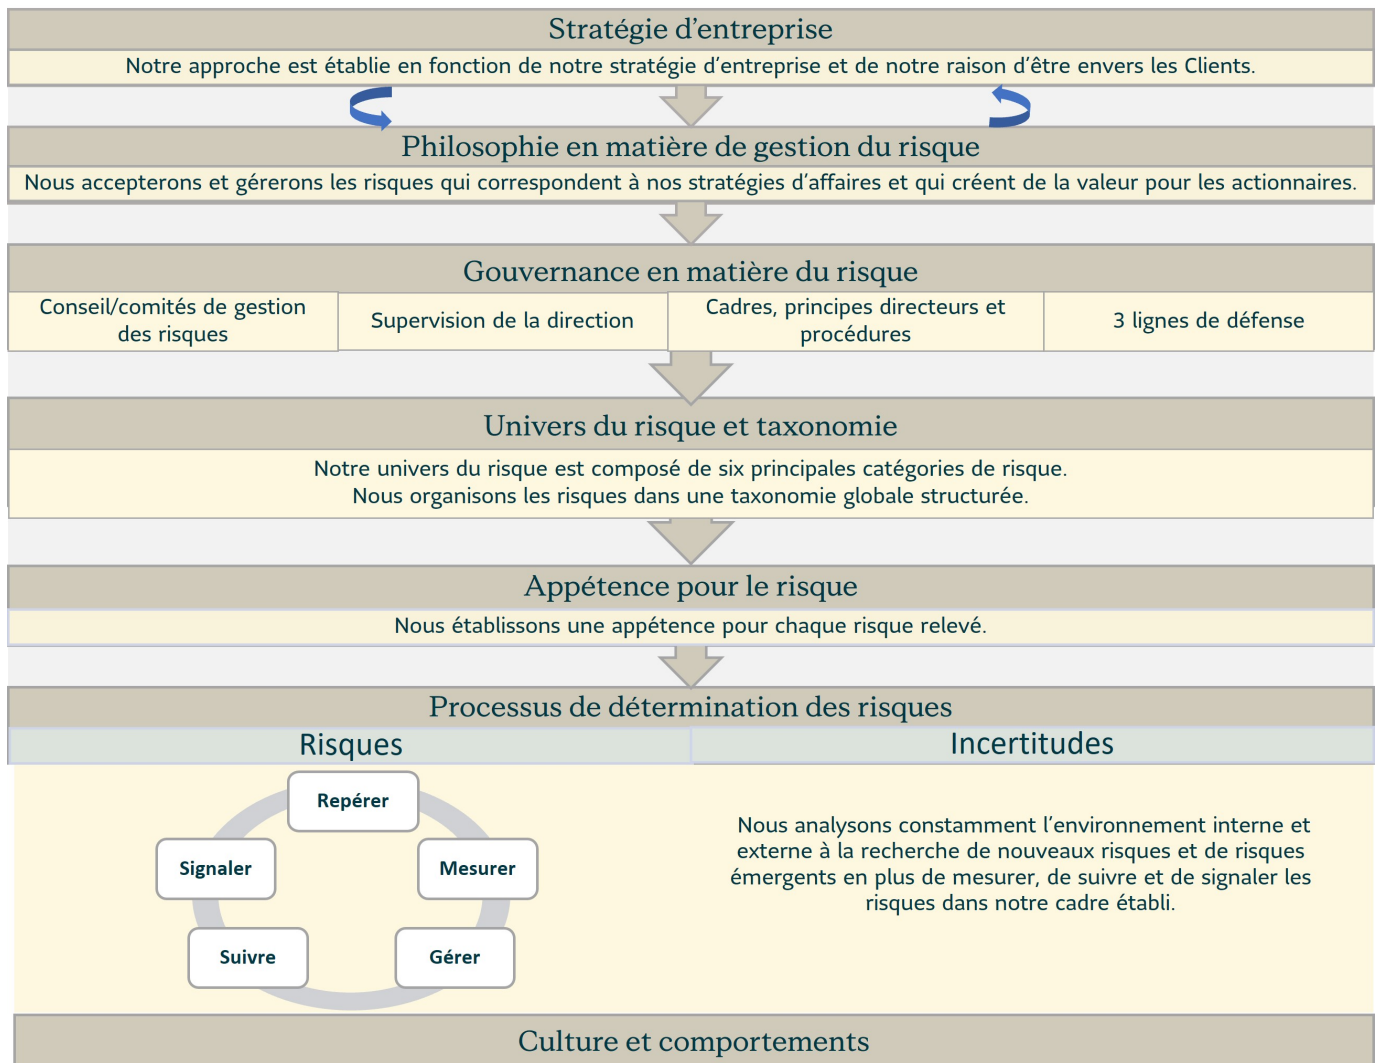 Stratégie d'entreprise
Notre approche est établie en fonction de notre stratégie d'entreprise et de notre raison d'être envers les Clients.
Philosophie en matière de gestion du risque
Nous accepterons et gérerons les risques qui correspondent à nos stratégies d'affaires et qui créent de la valeur pour les actionnaires.
Gouvernance en matière du risque
Conseil/comités de gestion
des risques
Supervision de la direction
Cadres, principes directeurs et
procédures
3 lignes de défense
Univers du risque et taxonomie
Notre univers du risque est composé de six principales catégories de risque.
Nous organisons les risques dans une taxonomie globale structurée.
Appétence pour le risque
Nous établissons une appétence pour chaque risque relevé.
Processus de détermination des risques
Risques
Incertitudes
Repérer
Mesurer
Gérer
Suivre
Signaler
Nous analysons constamment l'environnement interne et
externe à la recherche de nouveaux risques et de risques
émergents en plus de mesurer, de suivre et de signaler les
risques dans notre cadre établi.
Culture et comportements